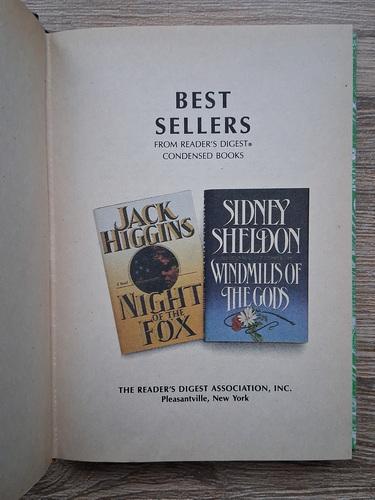 BEST
SELLERS
FROM READER'S DIGEST®
CONDENSED BOOKS
JACK
HIGGINS
A Novel
NIGHT
OF THE
FOX
SIDNEY
SHELDON
WINDMILLS OF
THE GODS
THE READER'S DIGEST ASSOCIATION, INC.
Pleasantville, New York